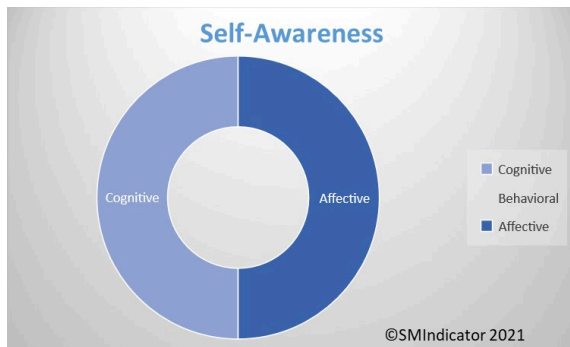 Self-Awareness
Cognitive
Affective
Cognitive
Behavioral
Affective
©SMIndicator 2021